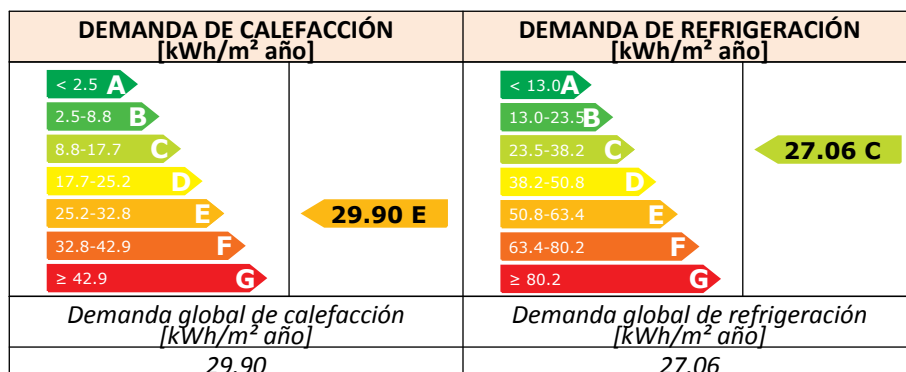 DEMANDA DE CALEFACCIÓN
[kWh/m² año]
DEMANDA DE REFRIGERACIÓN
[kWh/m² año]
< 2.5 A
2.5-8.8 B
8.8-17.7 C
17.7-25.2 D
25.2-32.8 E
32.8-42.9 F
≥ 42.9 G
29.90 E
< 13.0 A
13.0-23.5 B
23.5-38.2 C
38.2-50.8 D
50.8-63.4 E
63.4-80.2 F
≥ 80.2 G
27.06 C
Demanda global de calefacción
[kWh/m² año]
Demanda global de refrigeración
[kWh/m² año]
29.90
27.06